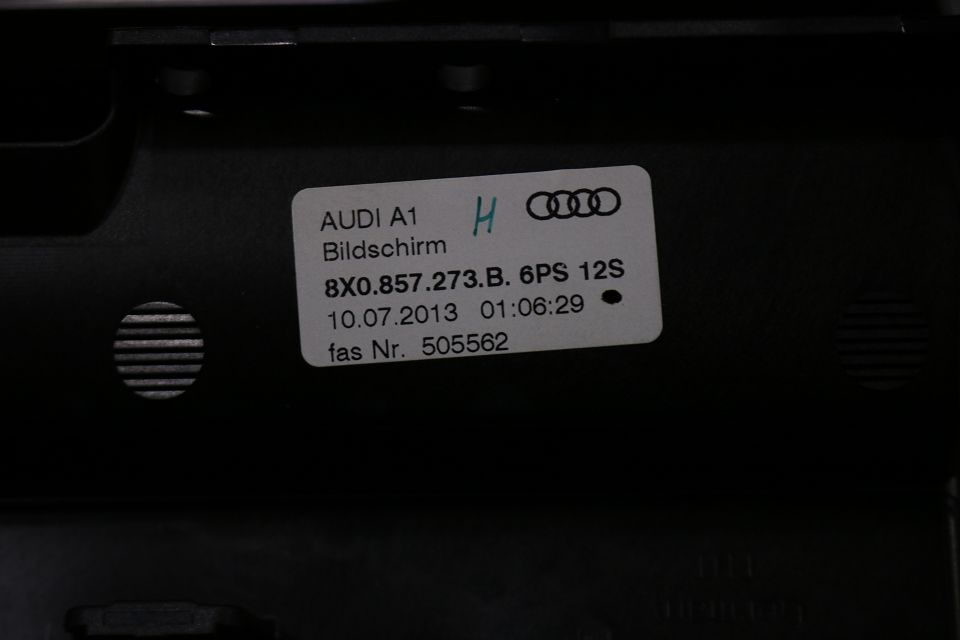 AUDI A1 H
Bildschirm
8X0.857.273.B. 6PS 12S
10.07.2013 01:06:29
fas Nr. 505562